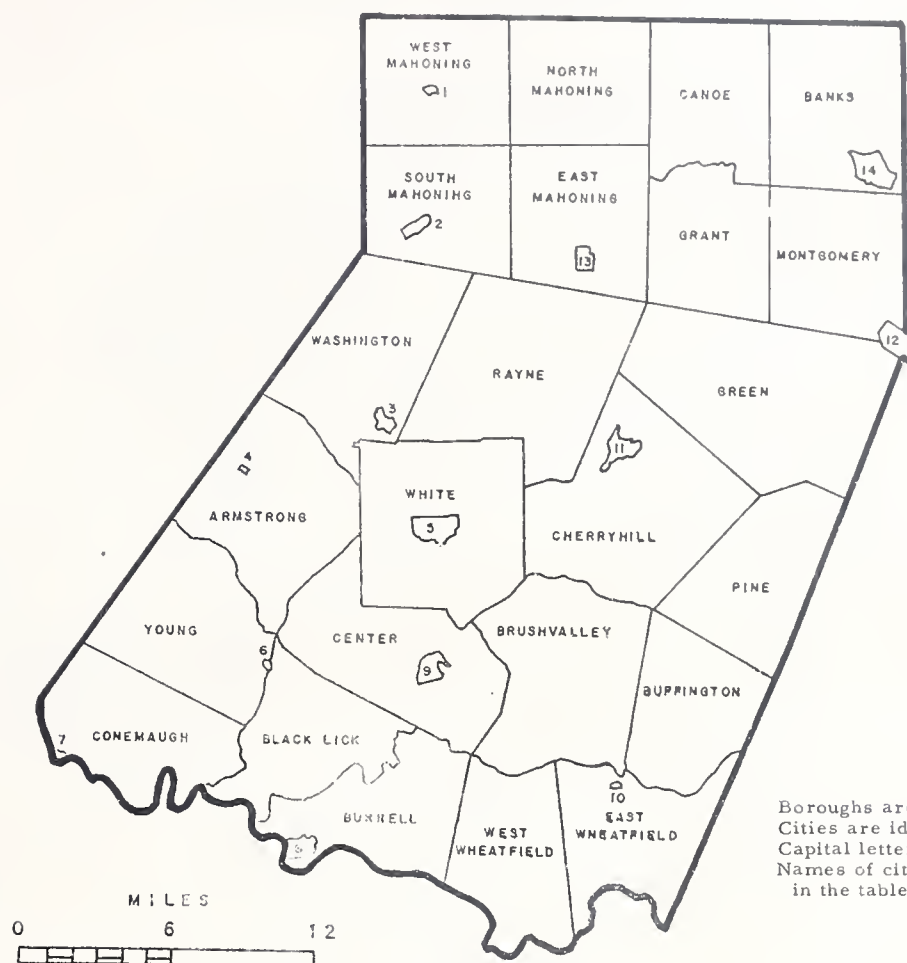 WEST
MAHONING
1
NORTH
MAHONING
CANOE
BANKS
14
SOUTH
MAHONING
2
EAST
MAHONING
13
GRANT
MONTGOMERY
12
WASHINGTON
3
RAYNE
GREEN
11
4
ARMSTRONG
WHITE
5
CHERRYHILL
PINE
YOUNG
6
CENTER
9
BRUSHVALLEY
BUFFINGTON
7
CONEMAUGH
BLACK LICK
BURRELL
8
WEST
WHEATFIELD
10
EAST
WHEATFIELD
Boroughs are
Cities are id
Capital lette
Names of cit
in the table
MILES
0 6 12